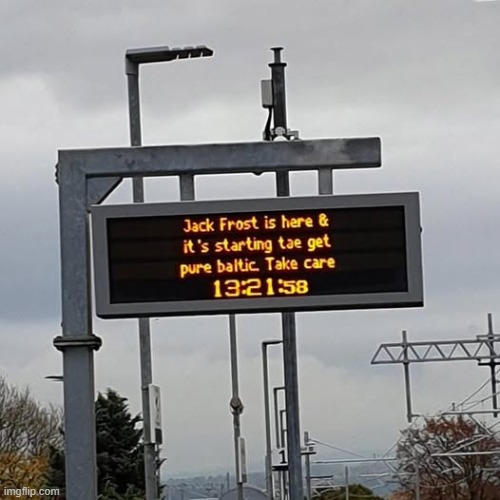 Jack Frost is here &
it's starting tae get
pure baltic. Take care
13:21:58
imgflip.com